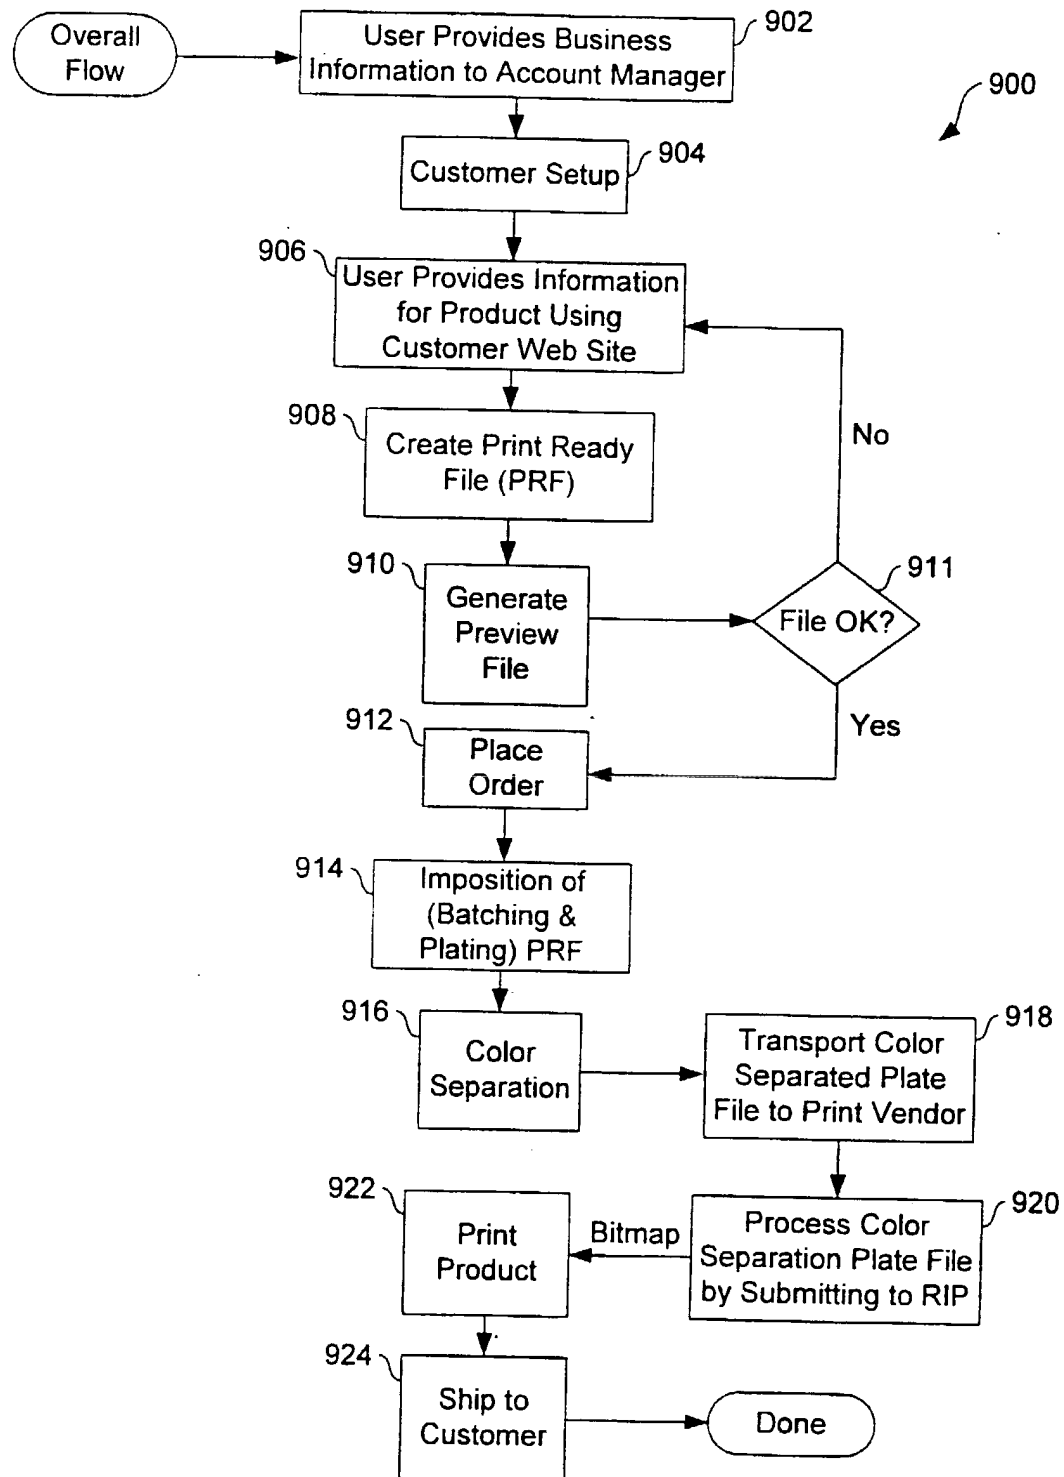 Overall
Flow
User Provides Business
Information to Account Manager
902
900
Customer Setup
904
906
User Provides Information
for Product Using
Customer Web Site
908
Create Print Ready
File (PRF)
No
910
Generate
Preview
File
File OK?
911
Yes
912
Place
Order
914
Imposition of
(Batching &
Plating) PRF
916
Color
Separation
Transport Color
Separated Plate
File to Print Vendor
918
922
Print
Product
Bitmap
Process Color
Separation Plate File
by Submitting to RIP
920
924
Ship to
Customer
Done